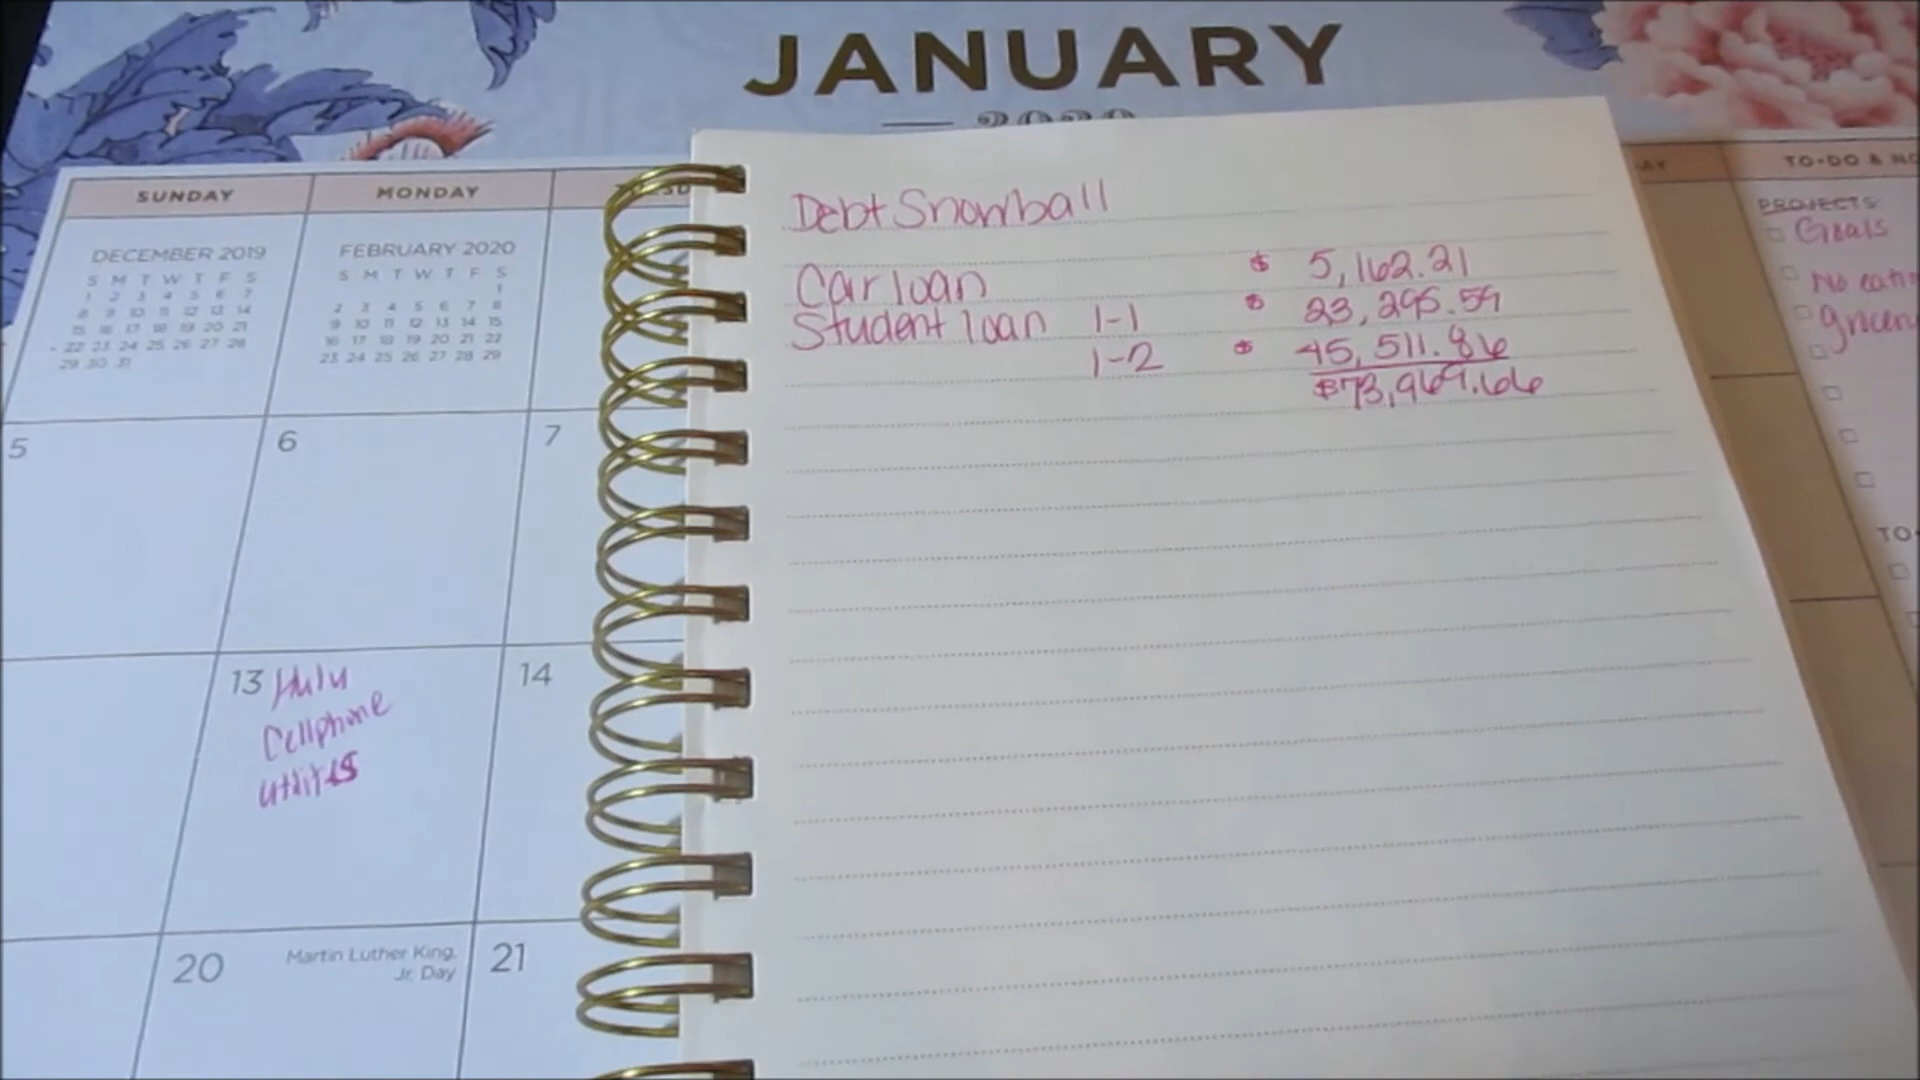 JANUARY
2020
SUNDAY
MONDAY
TO-DO & NO
DECEMBER 2019
S M T W T F S
1 2 3 4 5 6 7
8 9 10 11 12 13 14
15 16 17 18 19 20 21
22 23 24 25 26 27 28
29 30 31
FEBRUARY 2020
S M T W T F S
1
2 3 4 5 6 7 8
9 10 11 12 13 14 15
16 17 18 19 20 21 22
23 24 25 26 27 28 29
5
6
7
13 Hulu
Cellphone
utilities
14
20
Martin Luther King,
Jr. Day
21
Debt Snowball
Car loan $ 5,162.21
Student loan 1-1 $ 23,295.59
1-2 $ 45,511.86
$73,969.66
PROJECTS:
Goals
No eatin
grocery
TO